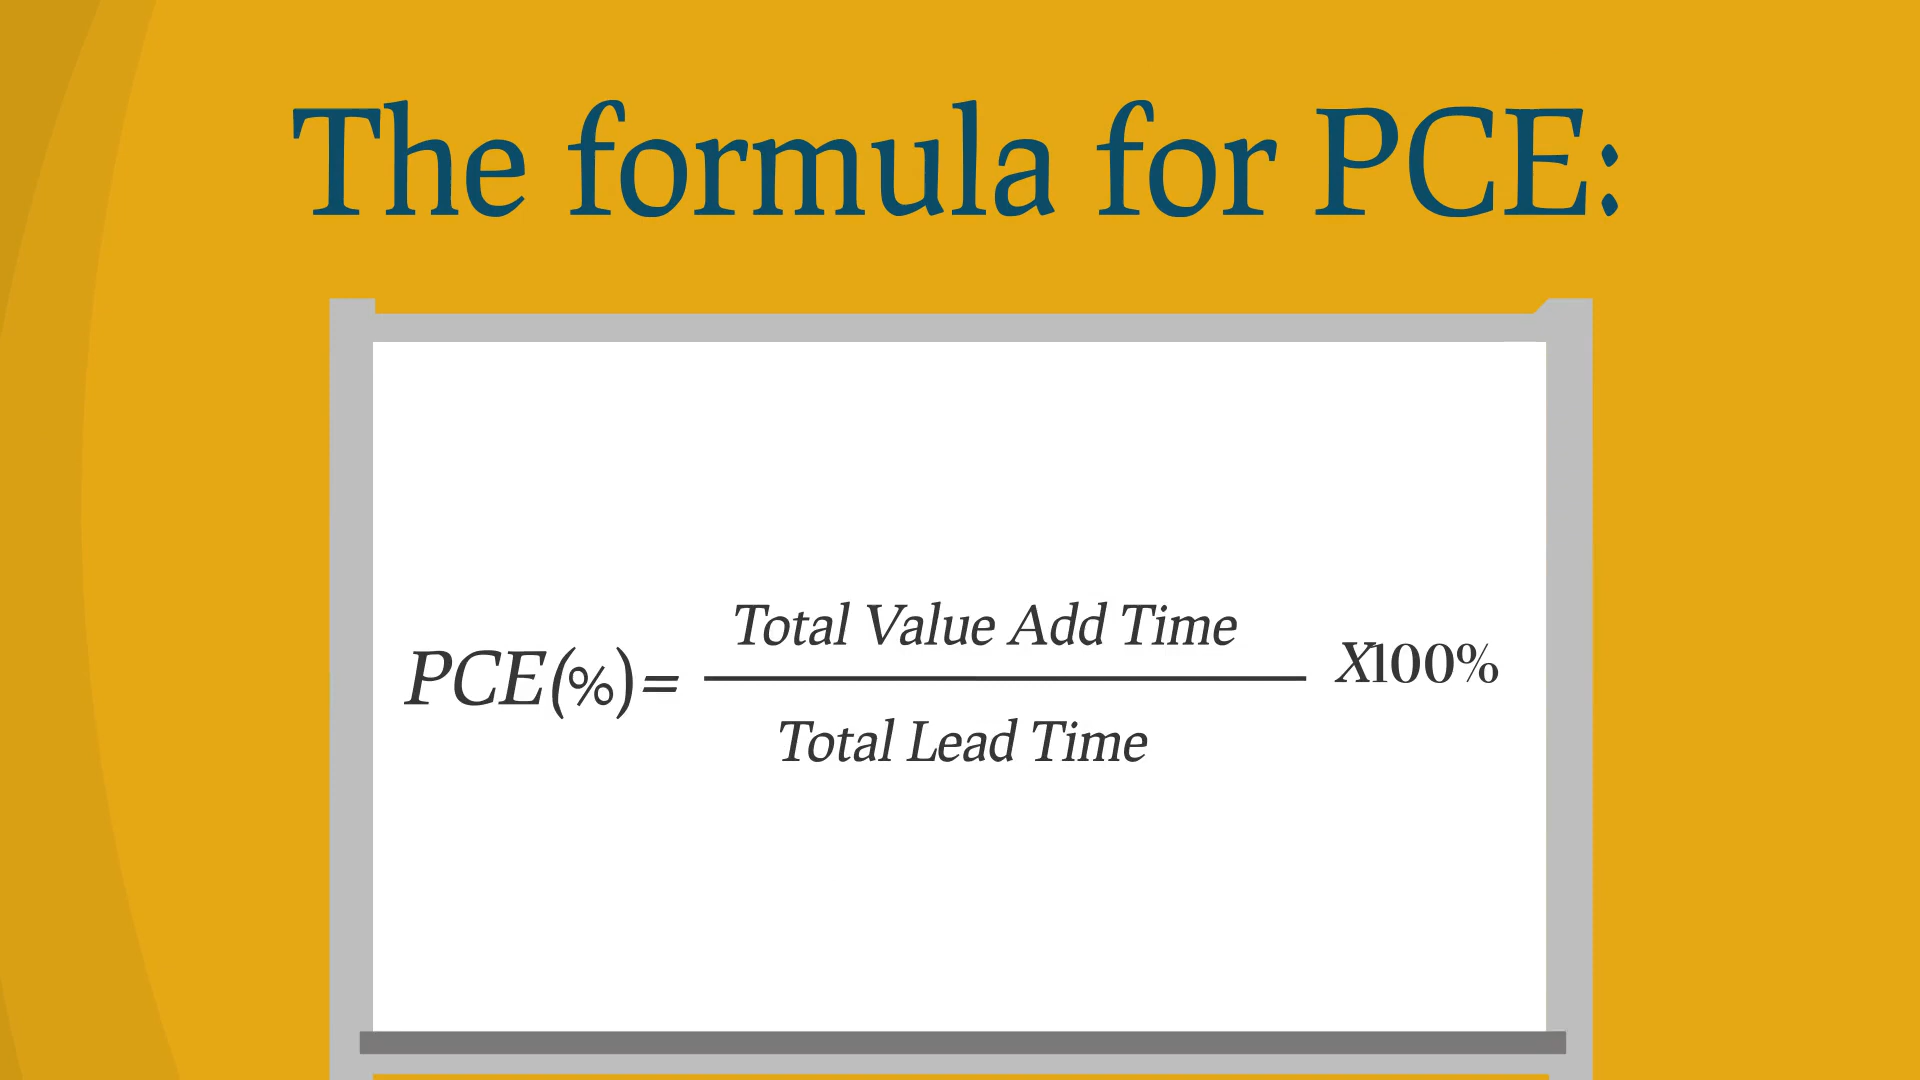 The formula for PCE:
Total Value Add Time
PCE(%)= X100%
Total Lead Time